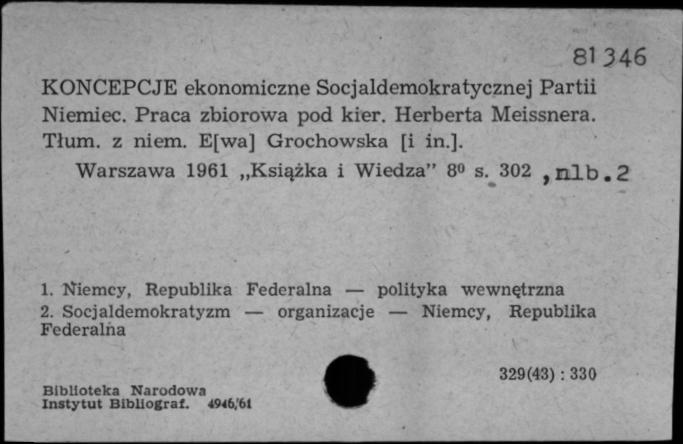 81346
KONCEPCJE ekonomiczne Socjaldemokratycznej Partii
Niemiec. Praca zbiorowa pod kier. Herberta Meissnera.
Tłum. z niem. E[wa] Grochowska [i in.].
Warszawa 1961 „Książka i Wiedza” 8⁰ s. 302 , nlb.2
1. Niemcy, Republika Federalna — polityka wewnętrzna
2. Socjaldemokratyzm — organizacje — Niemcy, Republika
Federalna
329(43) : 330
Biblioteka Narodowa
Instytut Bibliograf. 4946/61